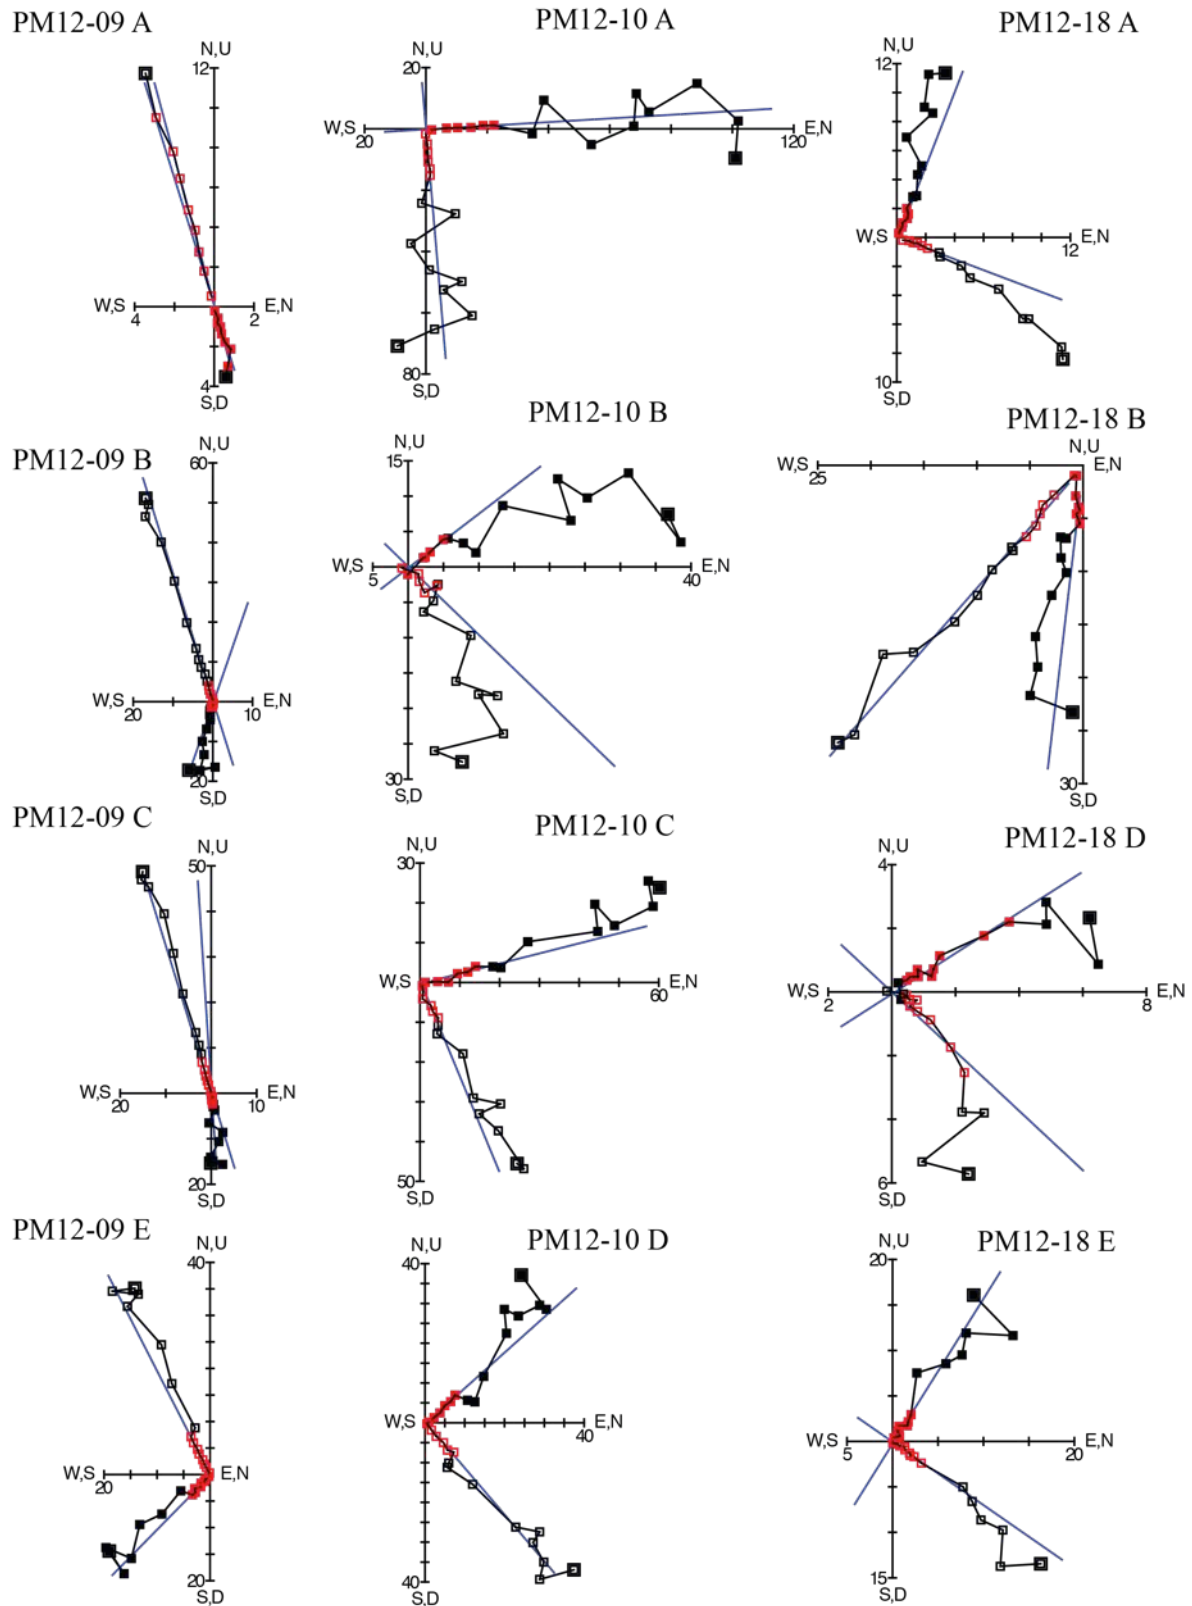 PM12-09 A
N,U
12
W,S
4
2
E,N
4
S,D
PM12-10 A
N,U
20
W,S
20
120
E,N
80
S,D
PM12-18 A
N,U
12
W,S
12
E,N
10
S,D
PM12-09 B
N,U
60
W,S
20
10
E,N
20
S,D
PM12-10 B
N,U
15
W,S
5
40
E,N
30
S,D
PM12-18 B
N,U
W,S
25
E,N
30
S,D
PM12-09 C
N,U
50
W,S
20
10
E,N
20
S,D
PM12-10 C
N,U
30
W,S
60
E,N
50
S,D
PM12-18 D
N,U
4
W,S
2
8
E,N
6
S,D
PM12-09 E
N,U
40
W,S
20
E,N
20
S,D
PM12-10 D
N,U
40
W,S
40
E,N
40
S,D
PM12-18 E
N,U
20
W,S
5
20
E,N
15
S,D